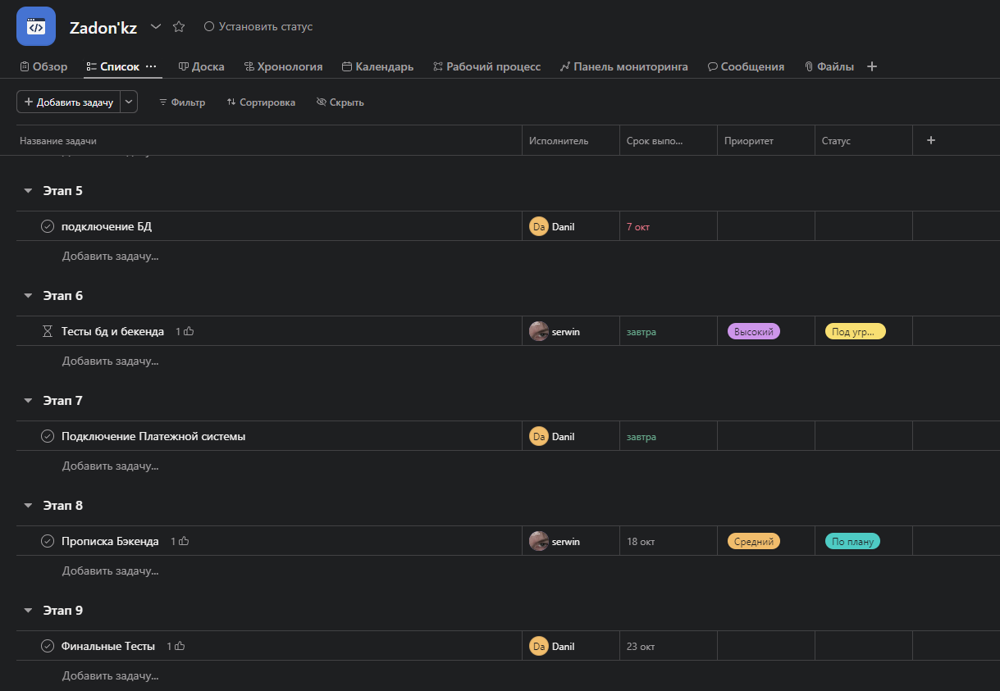 Zadon'kz Установить статус
Обзор Список ... Доска Хронология Календарь Рабочий процесс Панель мониторинга Сообщения Файлы +
+ Добавить задачу Фильтр Сортировка Скрыть
Название задачи Исполнитель Срок выпо... Приоритет Статус +
Этап 5
подключение БД Da Danil 7 окт
Добавить задачу...
Этап 6
Тесты бд и бекенда 1 serwin завтра Высокий Под угр...
Добавить задачу...
Этап 7
Подключение Платежной системы Da Danil завтра
Добавить задачу...
Этап 8
Прописка Бэкенда 1 serwin 18 окт Средний По плану
Добавить задачу...
Этап 9
Финальные Тесты 1 Da Danil 23 окт
Добавить задачу...